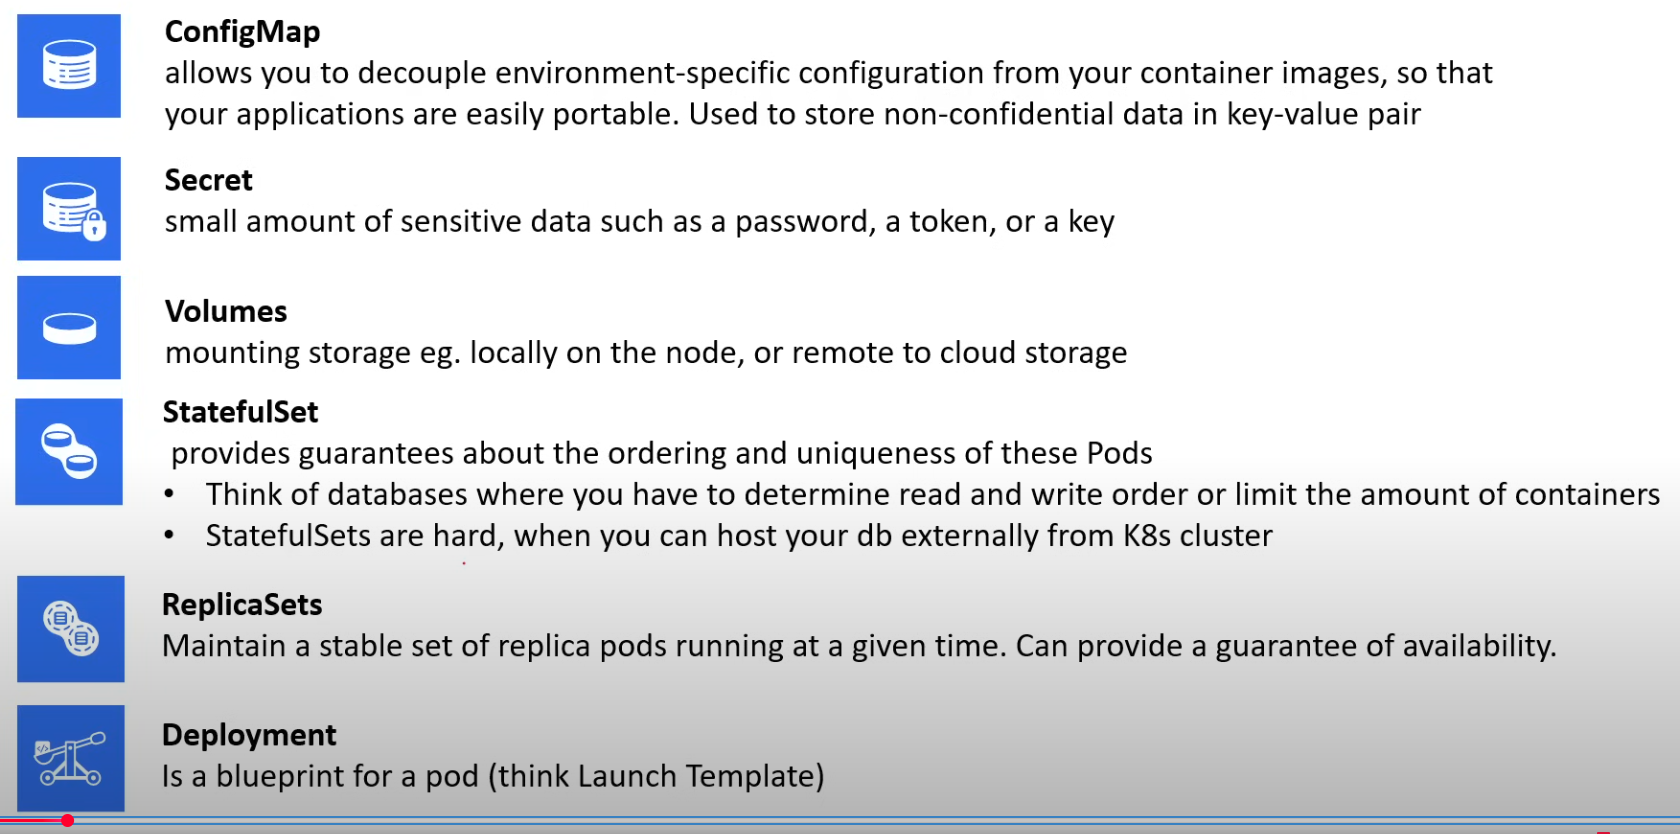 ConfigMap
allows you to decouple environment-specific configuration from your container images, so that
your applications are easily portable. Used to store non-confidential data in key-value pair
Secret
small amount of sensitive data such as a password, a token, or a key
Volumes
mounting storage eg. locally on the node, or remote to cloud storage
StatefulSet
provides guarantees about the ordering and uniqueness of these Pods
• Think of databases where you have to determine read and write order or limit the amount of containers
• StatefulSets are hard, when you can host your db externally from K8s cluster
ReplicaSets
Maintain a stable set of replica pods running at a given time. Can provide a guarantee of availability.
Deployment
Is a blueprint for a pod (think Launch Template)